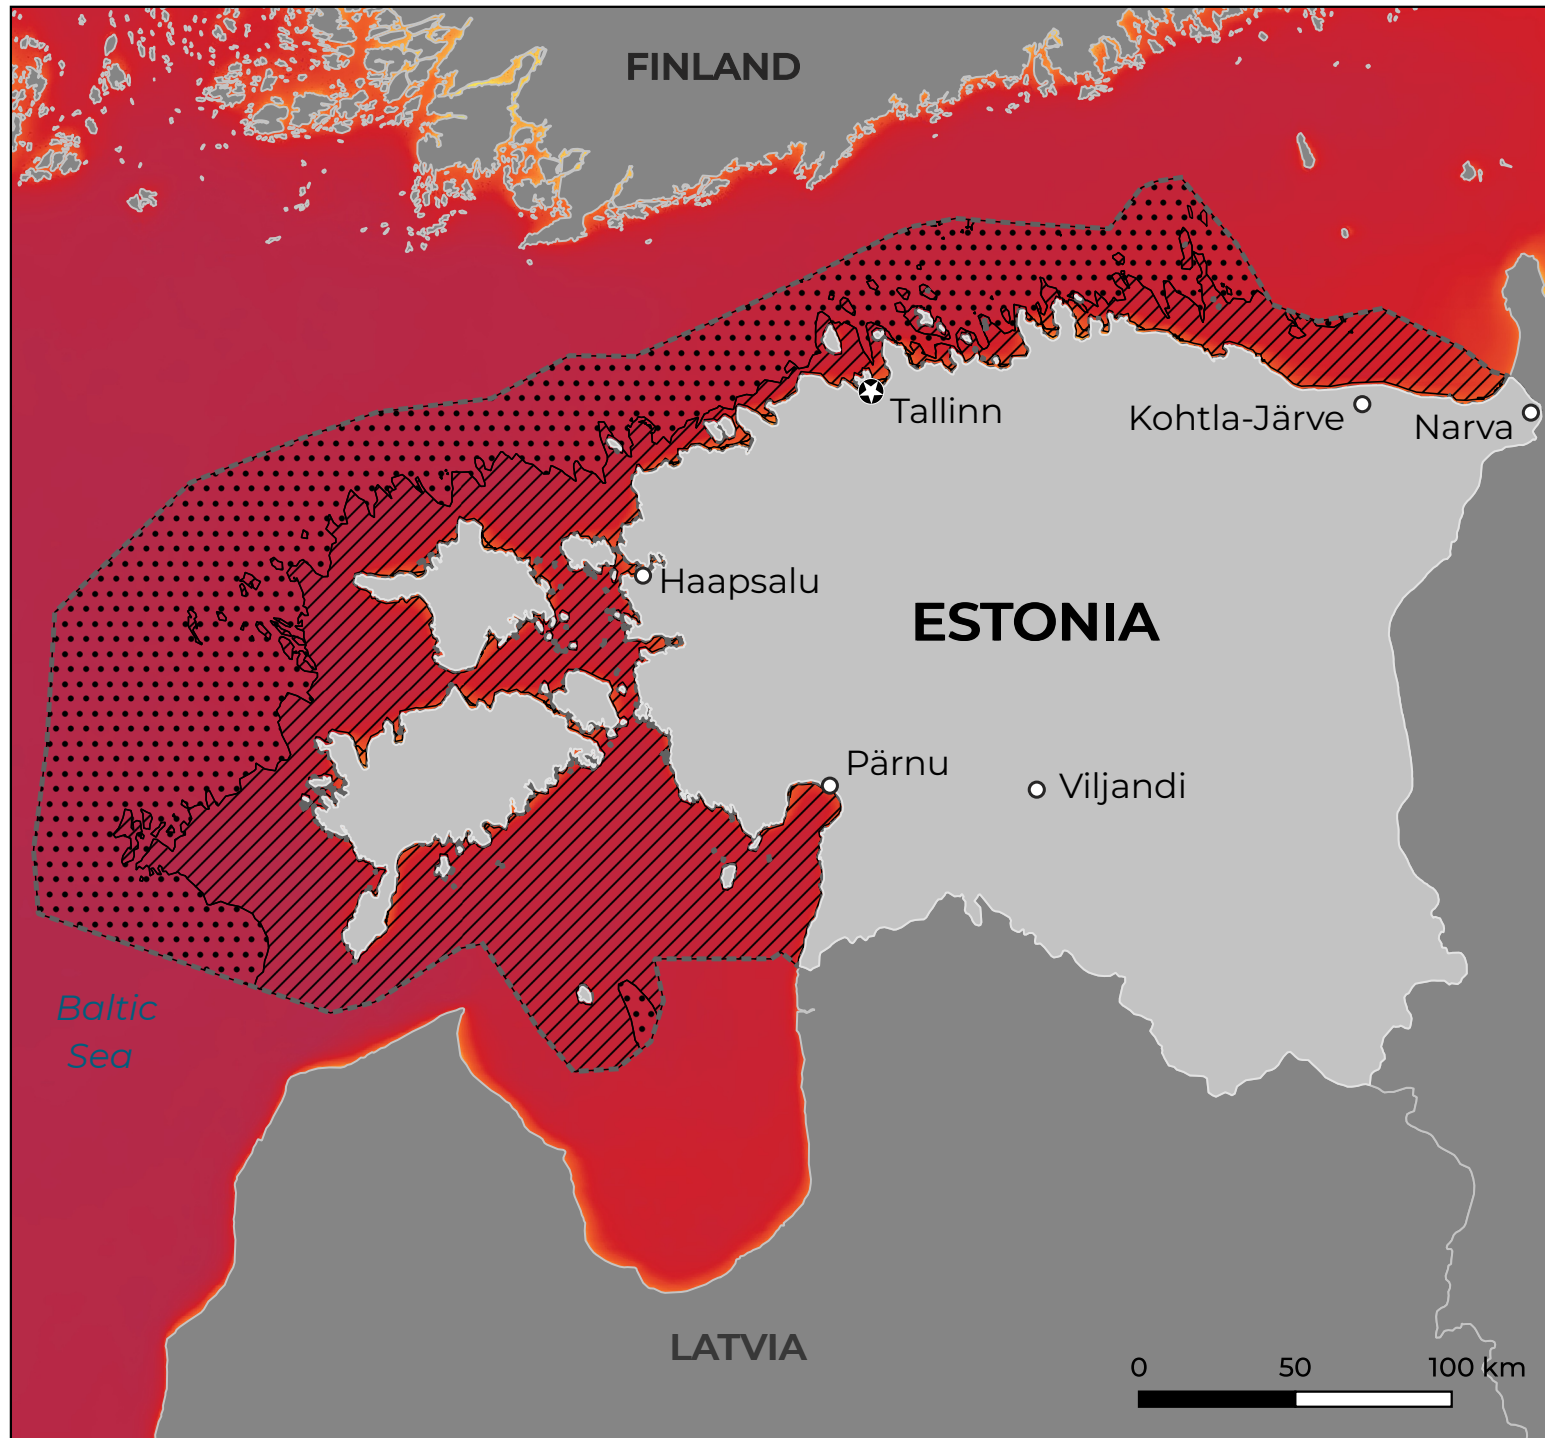 FINLAND
Tallinn
Kohtla-Järve
Narva
Haapsalu
ESTONIA
Pärnu
Viljandi
Baltic
Sea
LATVIA
0 50 100 km